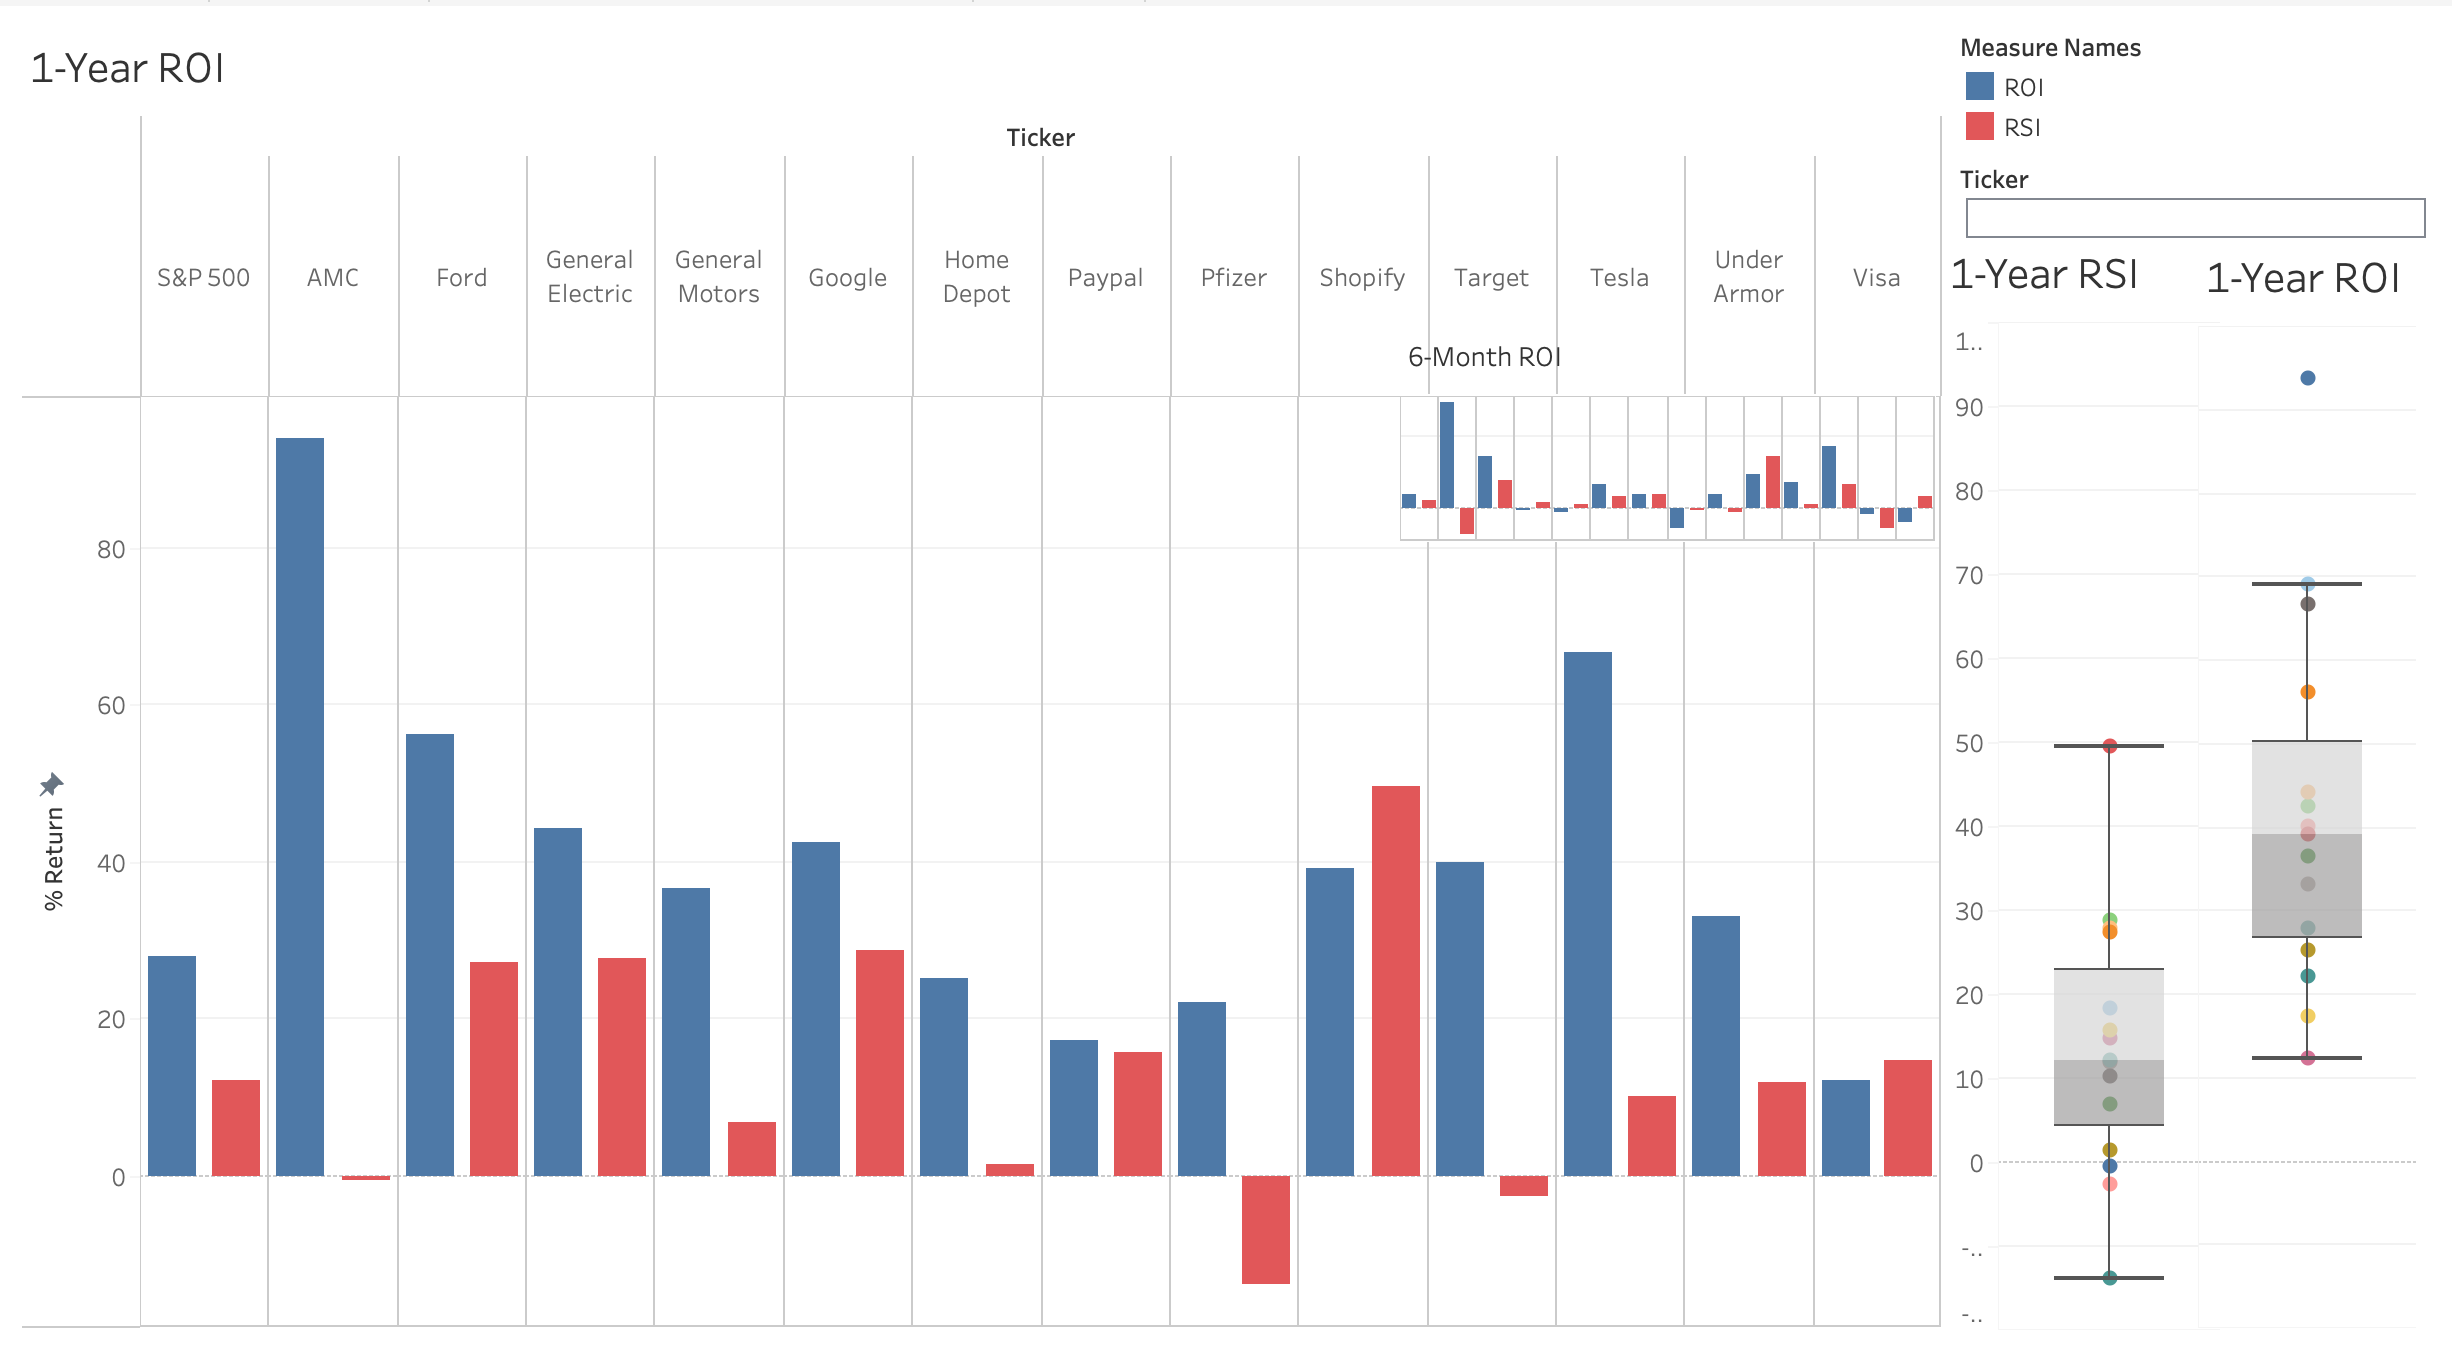 1-Year ROI
Measure Names
ROI
RSI
Ticker
Ticker
S&P 500
AMC
Ford
General
Electric
General
Motors
Google
Home
Depot
Paypal
Pfizer
Shopify
Target
Tesla
Under
Armor
Visa
6-Month ROI
% Return
80
60
40
20
0
1-Year RSI
1-Year ROI
1..
90
80
70
60
50
40
30
20
10
0
-..
-..